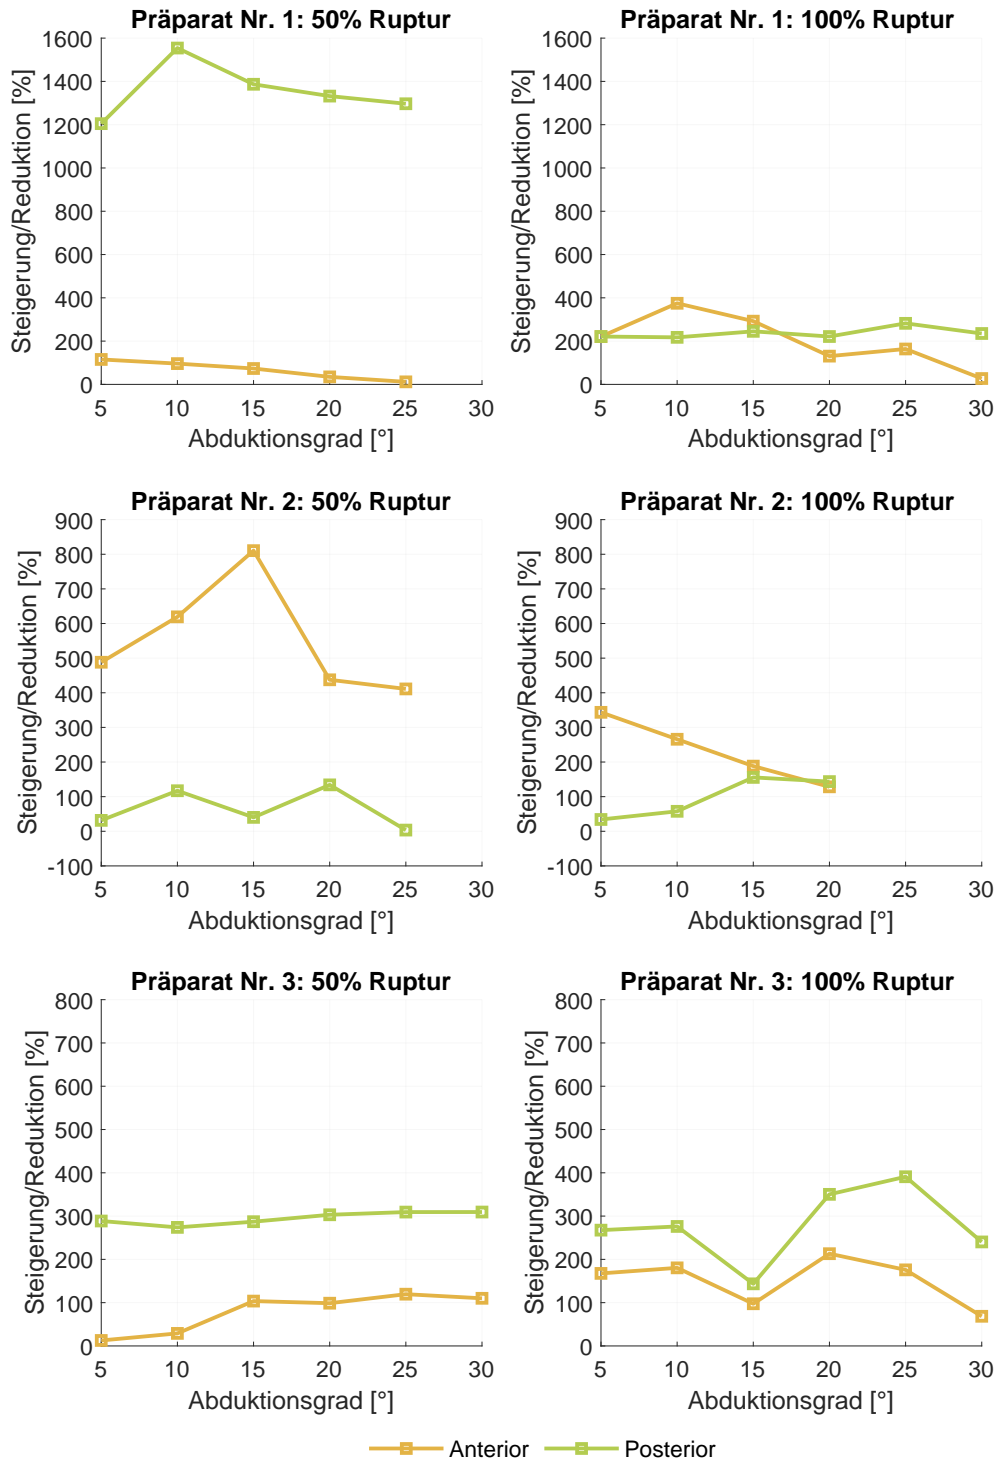 Präparat Nr. 1: 50% Ruptur
Steigerung/Reduktion [%]
1600
1400
1200
1000
800
600
400
200
0
5 10 15 20 25 30
Abduktionsgrad [°]
Präparat Nr. 1: 100% Ruptur
Steigerung/Reduktion [%]
1600
1400
1200
1000
800
600
400
200
0
5 10 15 20 25 30
Abduktionsgrad [°]
Präparat Nr. 2: 50% Ruptur
Steigerung/Reduktion [%]
900
800
700
600
500
400
300
200
100
0
-100
5 10 15 20 25 30
Abduktionsgrad [°]
Präparat Nr. 2: 100% Ruptur
Steigerung/Reduktion [%]
900
800
700
600
500
400
300
200
100
0
-100
5 10 15 20 25 30
Abduktionsgrad [°]
Präparat Nr. 3: 50% Ruptur
Steigerung/Reduktion [%]
800
700
600
500
400
300
200
100
0
5 10 15 20 25 30
Abduktionsgrad [°]
Präparat Nr. 3: 100% Ruptur
Steigerung/Reduktion [%]
800
700
600
500
400
300
200
100
0
5 10 15 20 25 30
Abduktionsgrad [°]
Anterior Posterior